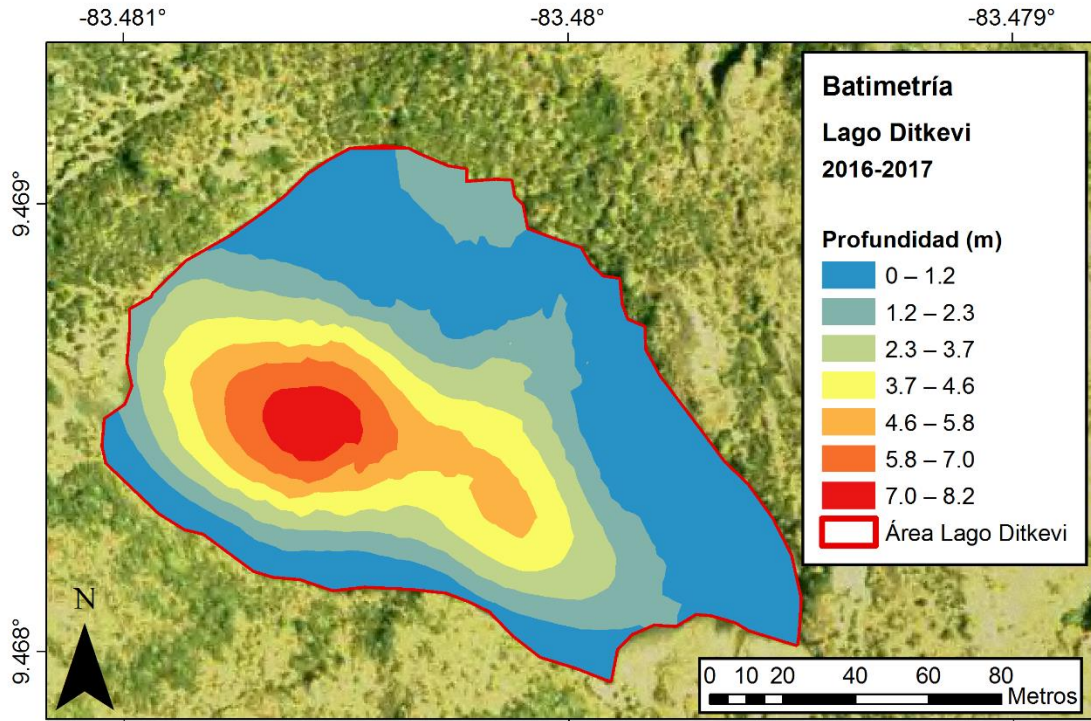 -83.481° -83.48° -83.479°
9.469°
9.468°
Batimetría
Lago Ditkevi
2016-2017
Profundidad (m)
0 – 1.2
1.2 – 2.3
2.3 – 3.7
3.7 – 4.6
4.6 – 5.8
5.8 – 7.0
7.0 – 8.2
Área Lago Ditkevi
N
0 10 20 40 60 80
Metros